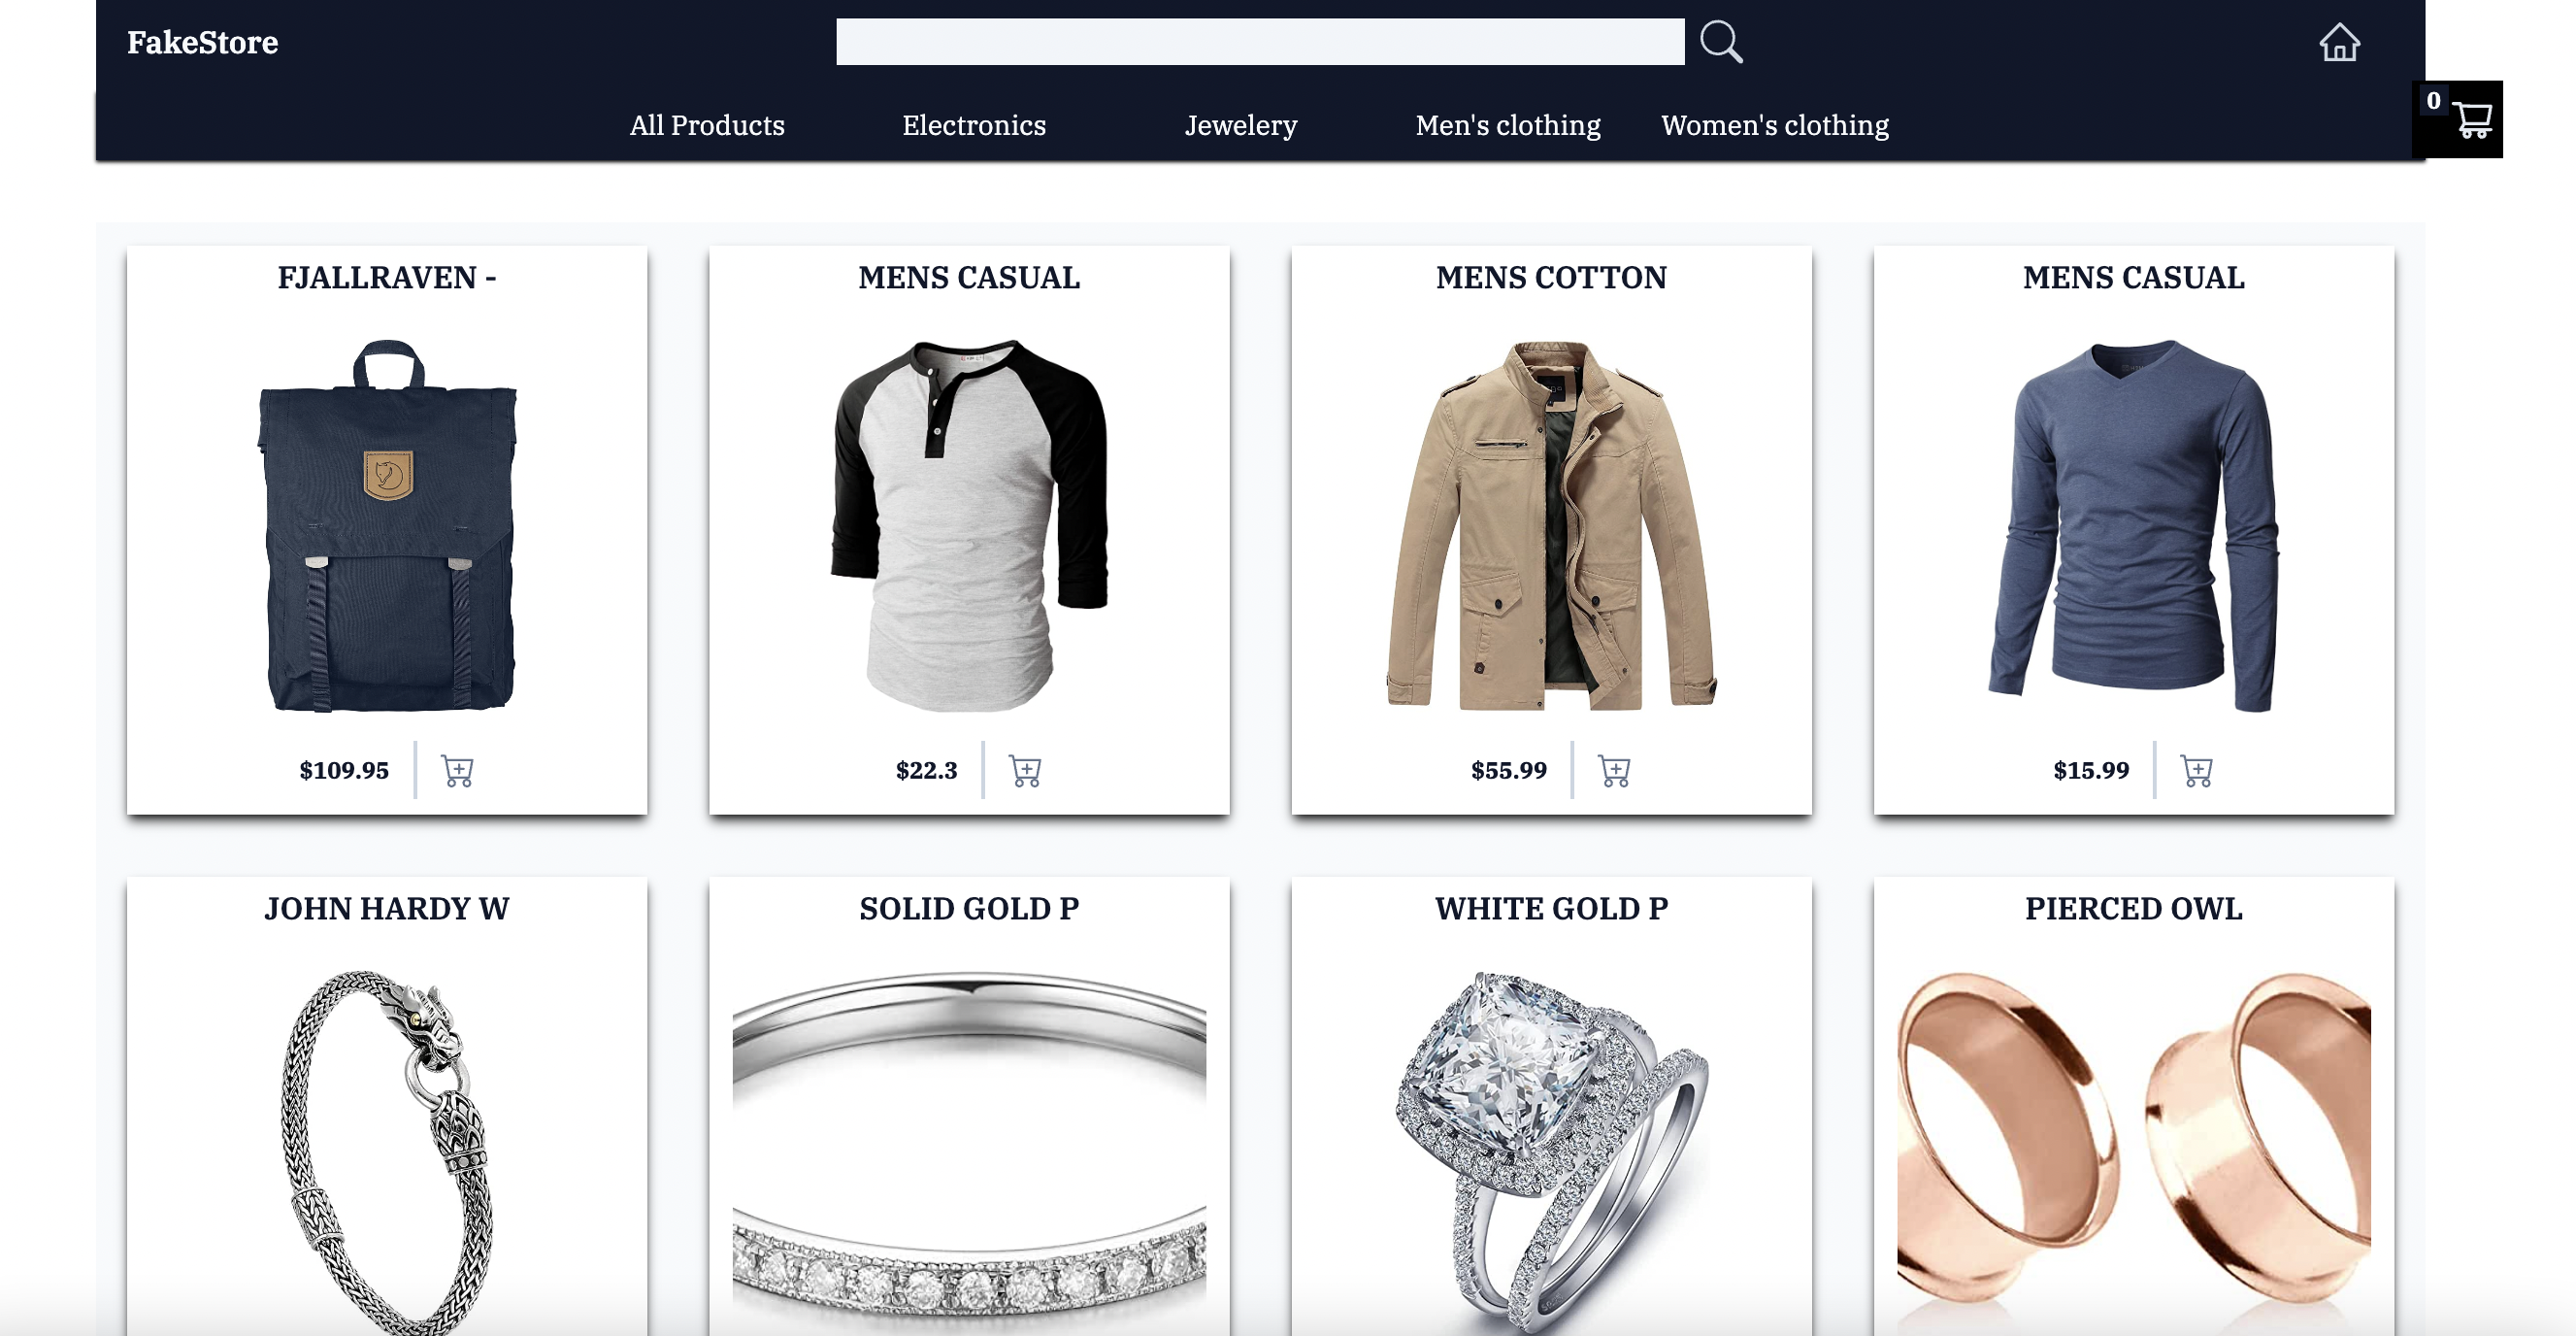 FakeStore
0
All Products
Electronics
Jewelery
Men's clothing
Women's clothing
FJALLRAVEN -
MENS CASUAL
MENS COTTON
MENS CASUAL
$109.95
$22.3
$55.99
$15.99
JOHN HARDY W
SOLID GOLD P
WHITE GOLD P
PIERCED OWL